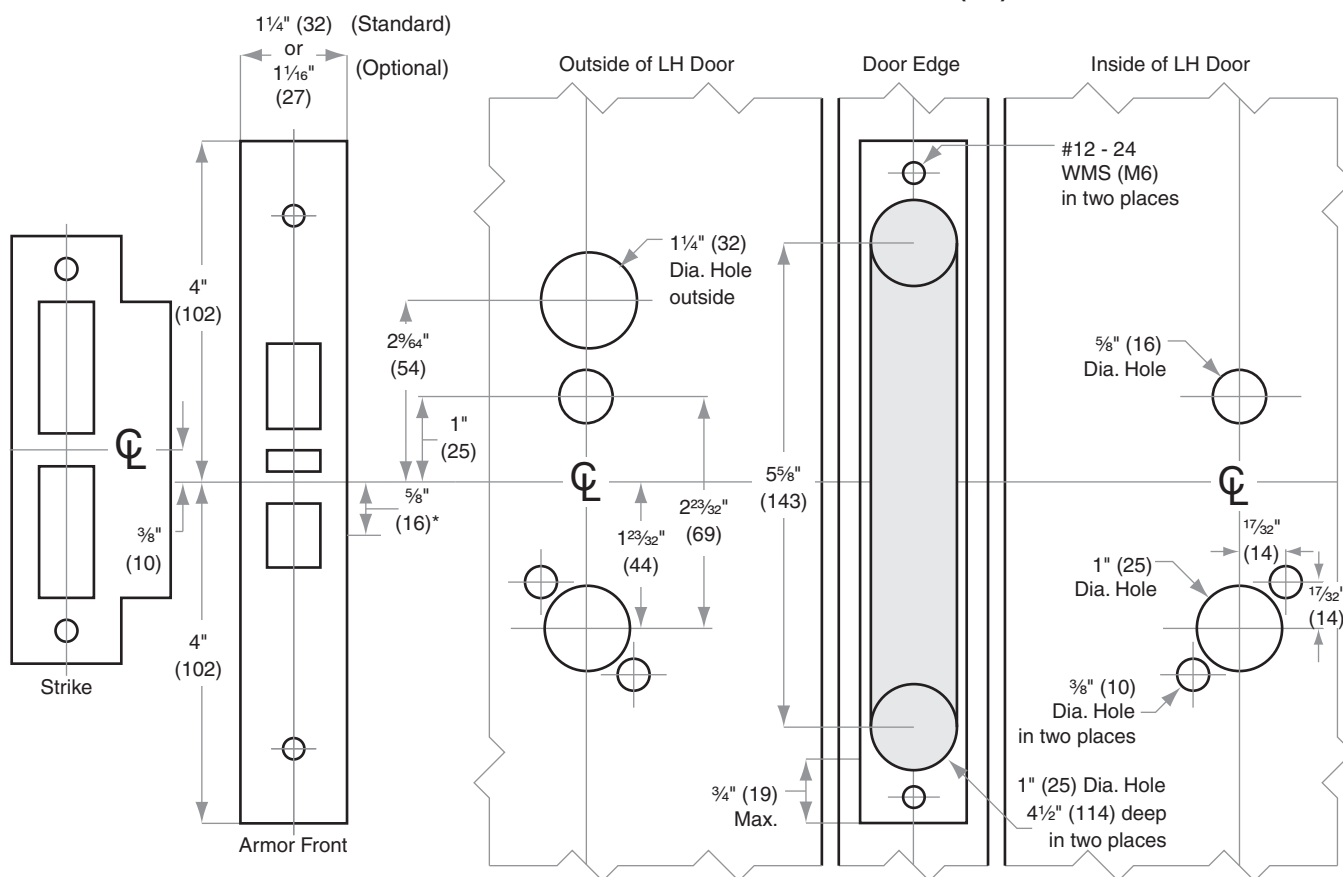 1¼" (32) (Standard)
or
1¹⁄₁₆" (Optional)
(27)
Outside of LH Door
Door Edge
Inside of LH Door
#12 - 24
WMS (M6)
in two places
1¼" (32)
Dia. Hole
outside
4"
(102)
2⁹⁄₆₄"
(54)
⅝" (16)
Dia. Hole
1"
(25)
℄
℄
℄
5⅝"
(143)
⅝"
(16)*
2²³⁄₃₂"
(69)
⅜"
(10)
1²³⁄₃₂"
(44)
¹⁷⁄₃₂"
(14)
1" (25)
Dia. Hole
¹⁷⁄₃₂"
(14)
4"
(102)
Strike
⅜" (10)
Dia. Hole
in two places
¾" (19)
Max.
1" (25) Dia. Hole
4½" (114) deep
in two places
Armor Front